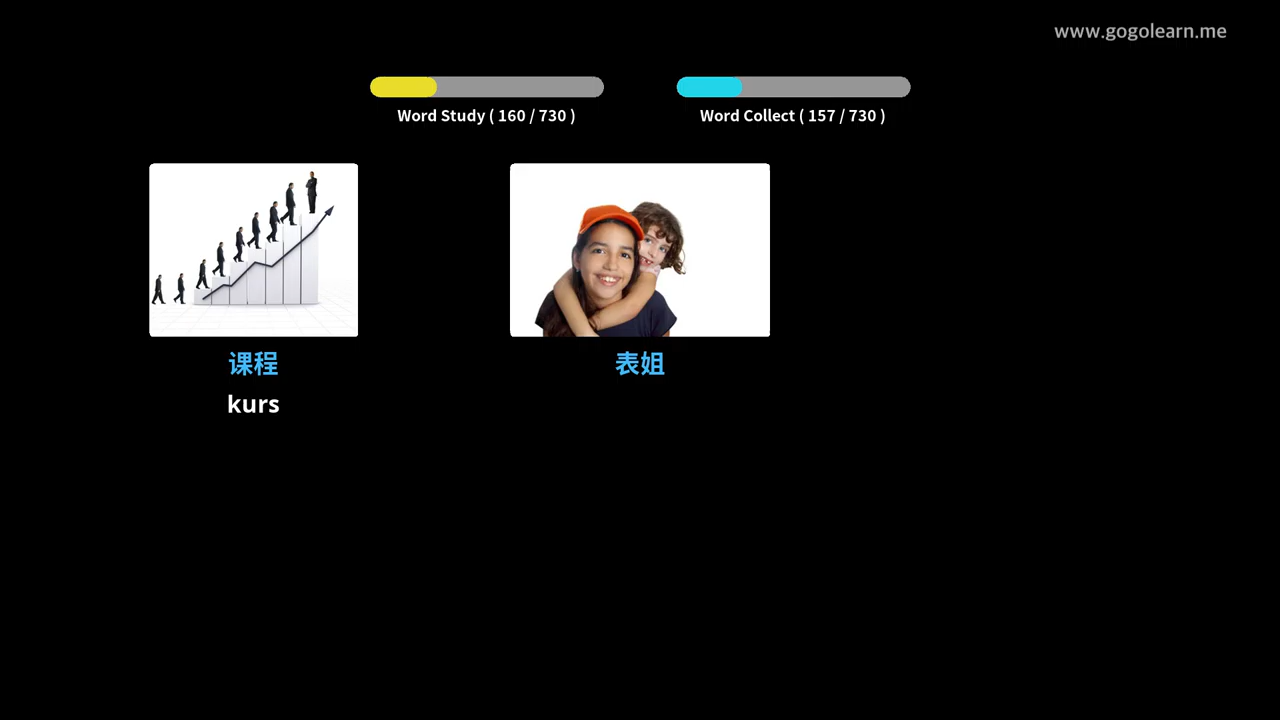 www.gogolearn.me
Word Study ( 160 / 730 )
Word Collect ( 157 / 730 )
课程
表姐
kurs